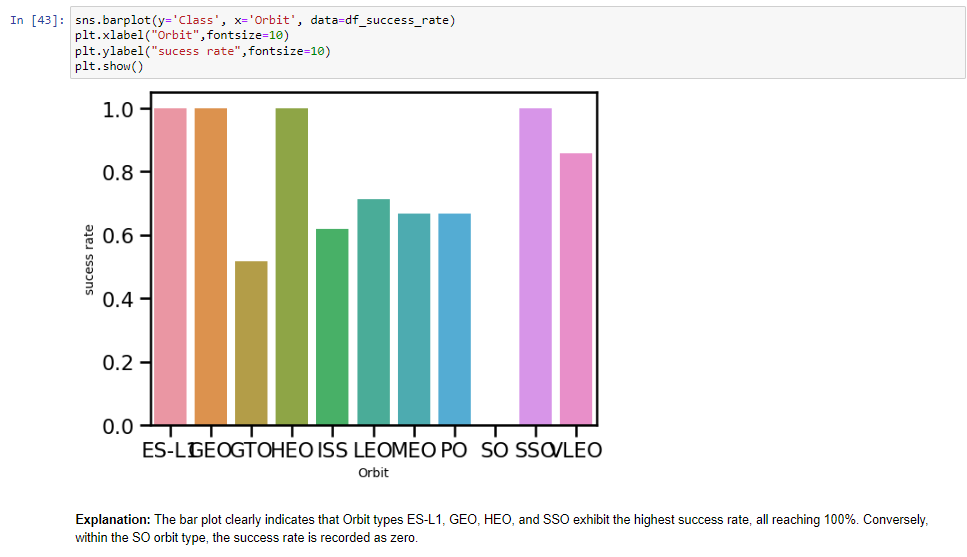 In [43]: sns.barplot(y='Class', x='Orbit', data=df_success_rate)
plt.xlabel("Orbit",fontsize=10)
plt.ylabel("sucess rate",fontsize=10)
plt.show()
1.0
0.8
0.6
0.4
0.2
0.0
sucess rate
ES-L1 GEO GTO HEO ISS LEO MEO PO SO SSO VLEO
Orbit
Explanation: The bar plot clearly indicates that Orbit types ES-L1, GEO, HEO, and SSO exhibit the highest success rate, all reaching 100%. Conversely,
within the SO orbit type, the success rate is recorded as zero.